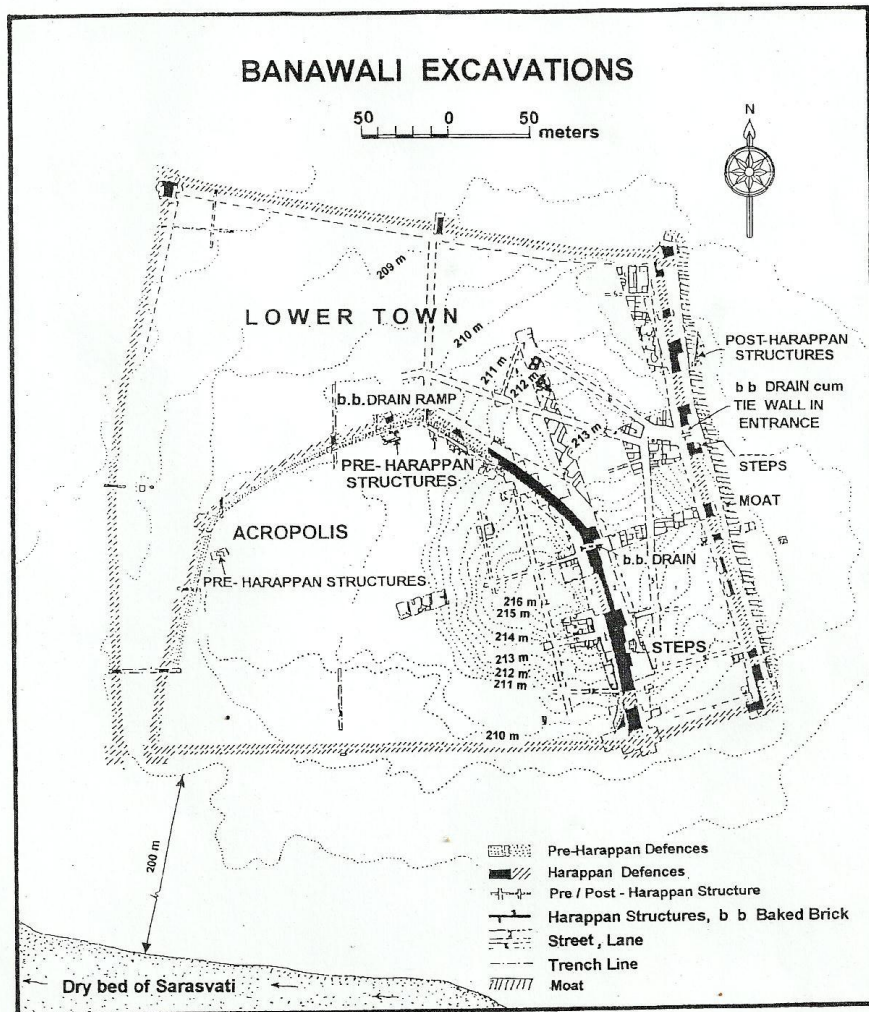 BANAWALI EXCAVATIONS
50 0 50
meters
N
209 m
LOWER TOWN
210 m
211 m
212 m
213 m
POST-HARAPPAN
STRUCTURES
b b DRAIN cum
TIE WALL IN
ENTRANCE
STEPS
MOAT
b.b. DRAIN RAMP
PRE-HARAPPAN
STRUCTURES
ACROPOLIS
PRE-HARAPPAN STRUCTURES
b.b. DRAIN
216 m
215 m
214 m
213 m
212 m
211 m
STEPS
210 m
200 m
Dry bed of Sarasvati
Pre-Harappan Defences
Harappan Defences
Pre / Post - Harappan Structure
Harappan Structures, b b Baked Brick
Street, Lane
Trench Line
Moat